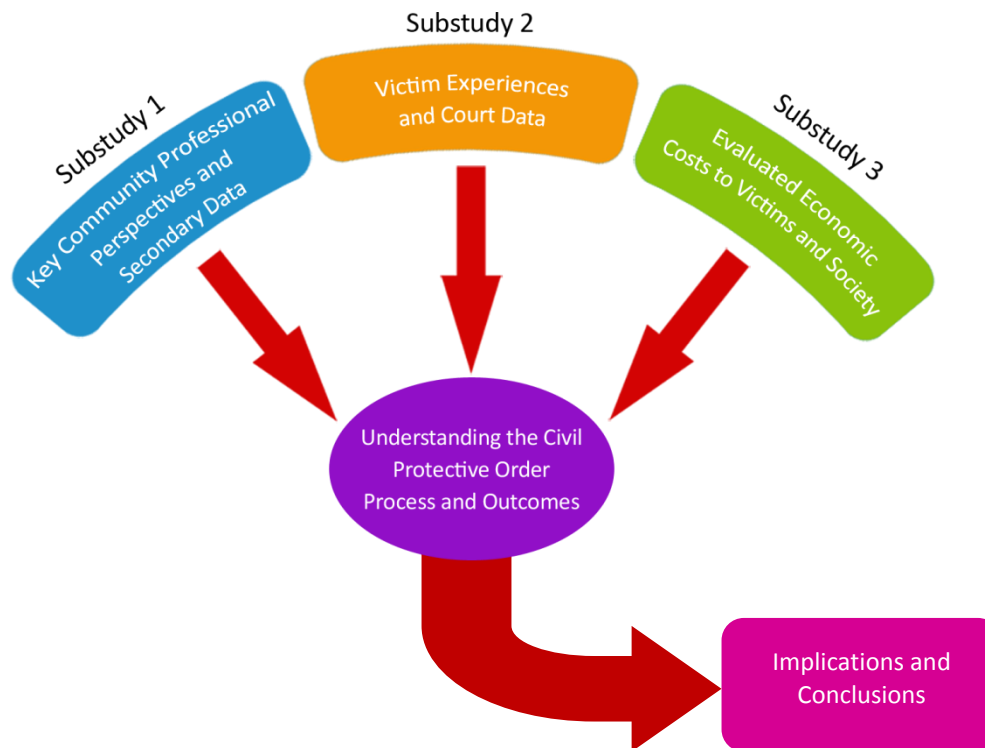 Substudy 1
Key Community Professional
Perspectives and
Secondary Data
Substudy 2
Victim Experiences
and Court Data
Substudy 3
Evaluated Economic
Costs to Victims and Society
Understanding the Civil
Protective Order
Process and Outcomes
Implications and
Conclusions